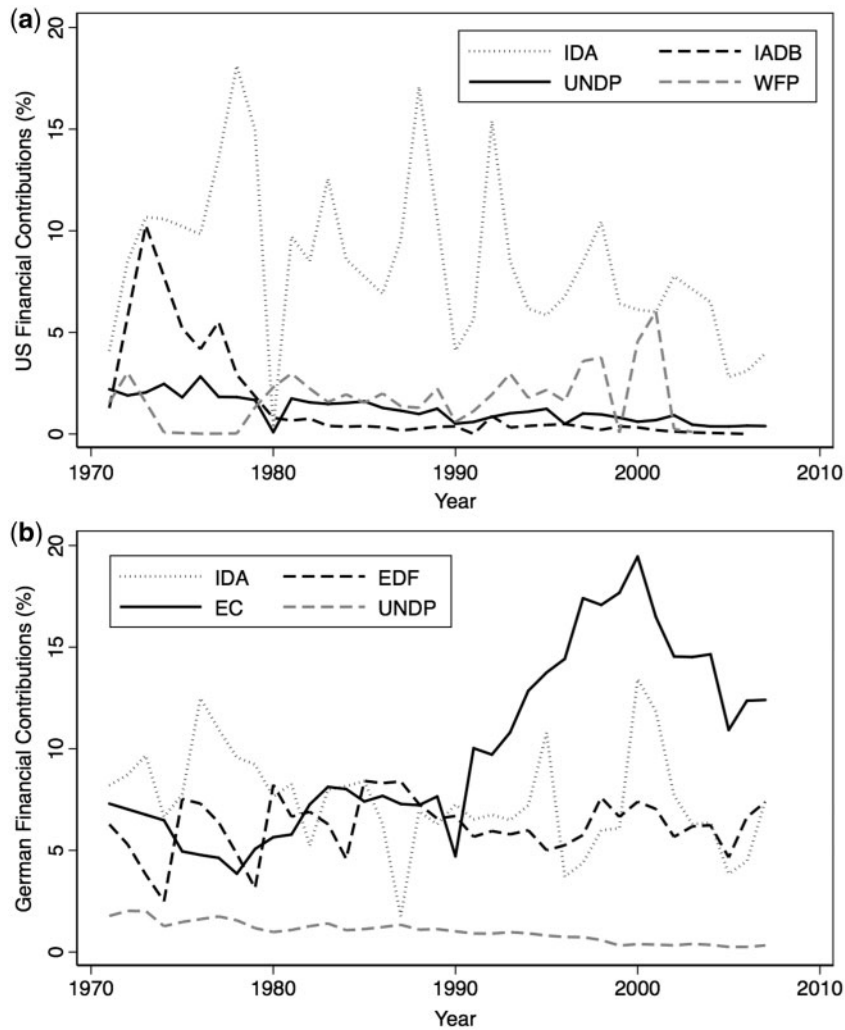 (a)
20
15
10
5
0
US Financial Contributions (%)
IDA IADB
UNDP WFP
1970 1980 1990 2000 2010
Year
(b)
20
15
10
5
0
German Financial Contributions (%)
IDA EDF
EC UNDP
1970 1980 1990 2000 2010
Year